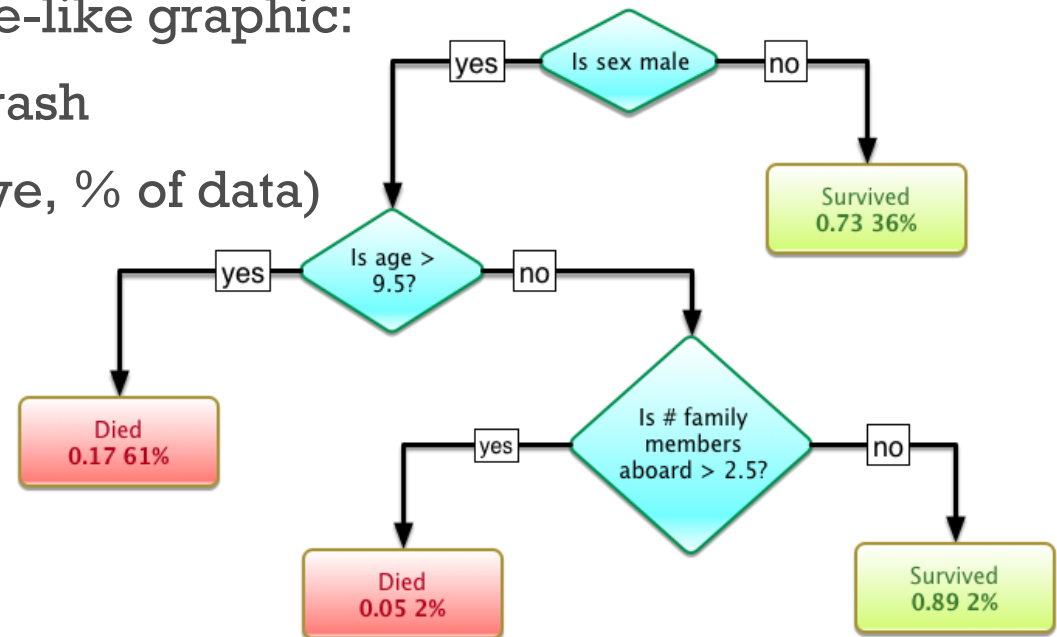 e-like graphic:
ash
% of data)
yes
Is sex male
no
Survived
0.73 36%
yes
Is age >
9.5?
no
Died
0.17 61%
Is # family
members
aboard > 2.5?
yes
no
Died
0.05 2%
Survived
0.89 2%